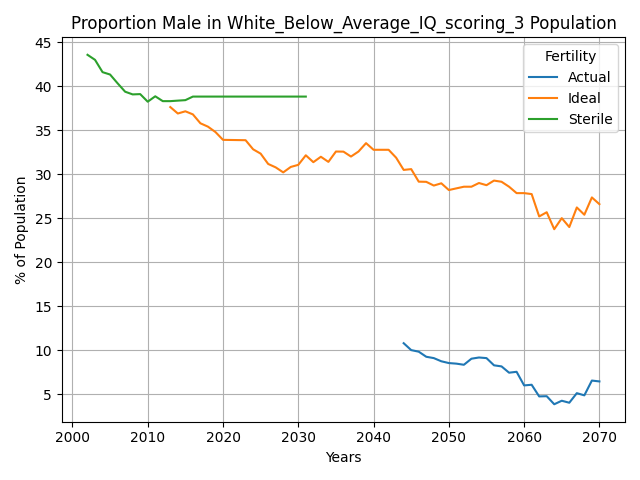 Proportion Male in White_Below_Average_IQ_scoring_3 Population
% of Population
45
40
35
30
25
20
15
10
5
Fertility
Actual
Ideal
Sterile
2000 2010 2020 2030 2040 2050 2060 2070
Years